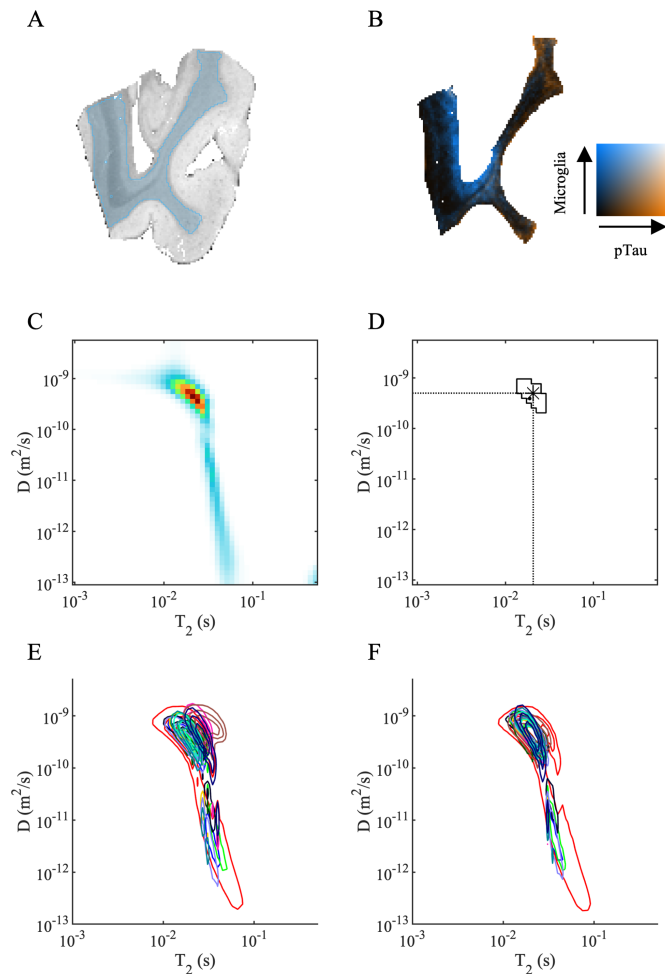 A
B
Microglia
pTau
C
D
D (m²/s)
10⁻⁹
10⁻¹⁰
10⁻¹¹
10⁻¹²
10⁻¹³
10⁻³ 10⁻² 10⁻¹
T₂ (s)
D (m²/s)
10⁻⁹
10⁻¹⁰
10⁻¹¹
10⁻¹²
10⁻¹³
10⁻³ 10⁻² 10⁻¹
T₂ (s)
E
F
D (m²/s)
10⁻⁹
10⁻¹⁰
10⁻¹¹
10⁻¹²
10⁻¹³
10⁻³ 10⁻² 10⁻¹
T₂ (s)
D (m²/s)
10⁻⁹
10⁻¹⁰
10⁻¹¹
10⁻¹²
10⁻¹³
10⁻³ 10⁻² 10⁻¹
T₂ (s)